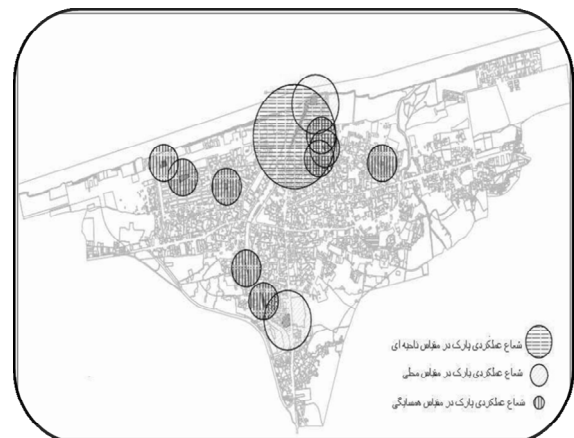 شعاع عملکردی پارک در مقیاس ناحیه ای
شعاع عملکردی پارک در مقیاس محلی
شعاع عملکردی پارک در مقیاس همسایگی